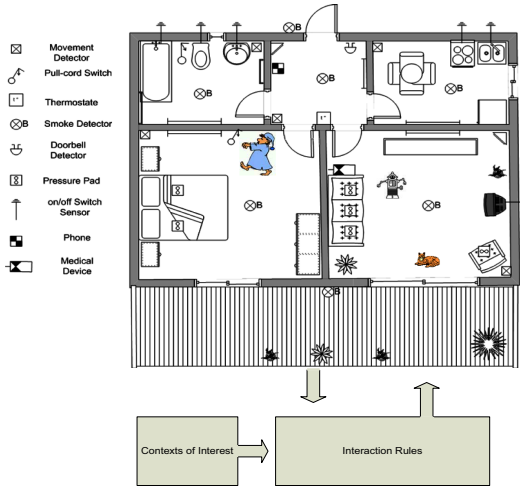 Movement
Detector
Pull-cord Switch
Thermostate
B Smoke Detector
Doorbell
Detector
Pressure Pad
on/off Switch
Sensor
Phone
Medical
Device
B
B
B
B
B
B
B
Contexts of Interest
Interaction Rules